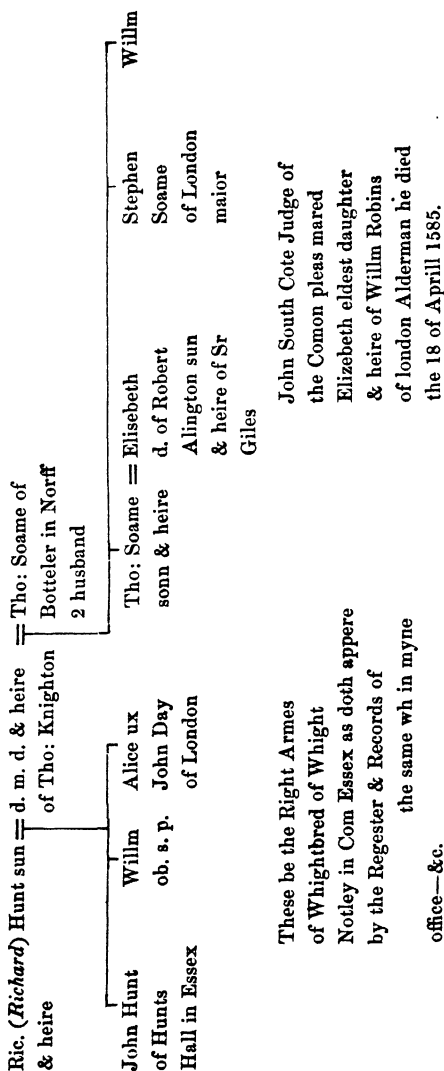 Ric. (Richard) Hunt sun = d. m. d. & heire = Tho: Soame of
& heire
of Tho: Knighton
Botteler in Norff
2 husband
John Hunt
of Hunts
Hall in Essex
Willm
ob. s. p.
Alice ux
John Day
of London
Tho: Soame = Elisebeth
sonn & heire
d. of Robert
Alington sun
& heire of Sr
Giles
Stephen
Soame
of London
maior
Willm
These be the Right Armes
of Whightbred of Whight
Notley in Com Essex as doth appere
by the Regester & Records of
the same wh in myne
office—&c.
John South Cote Judge of
the Comon pleas mared
Elizebeth eldest daughter
& heire of Willm Robins
of london Alderman he died
the 18 of Aprill 1585.